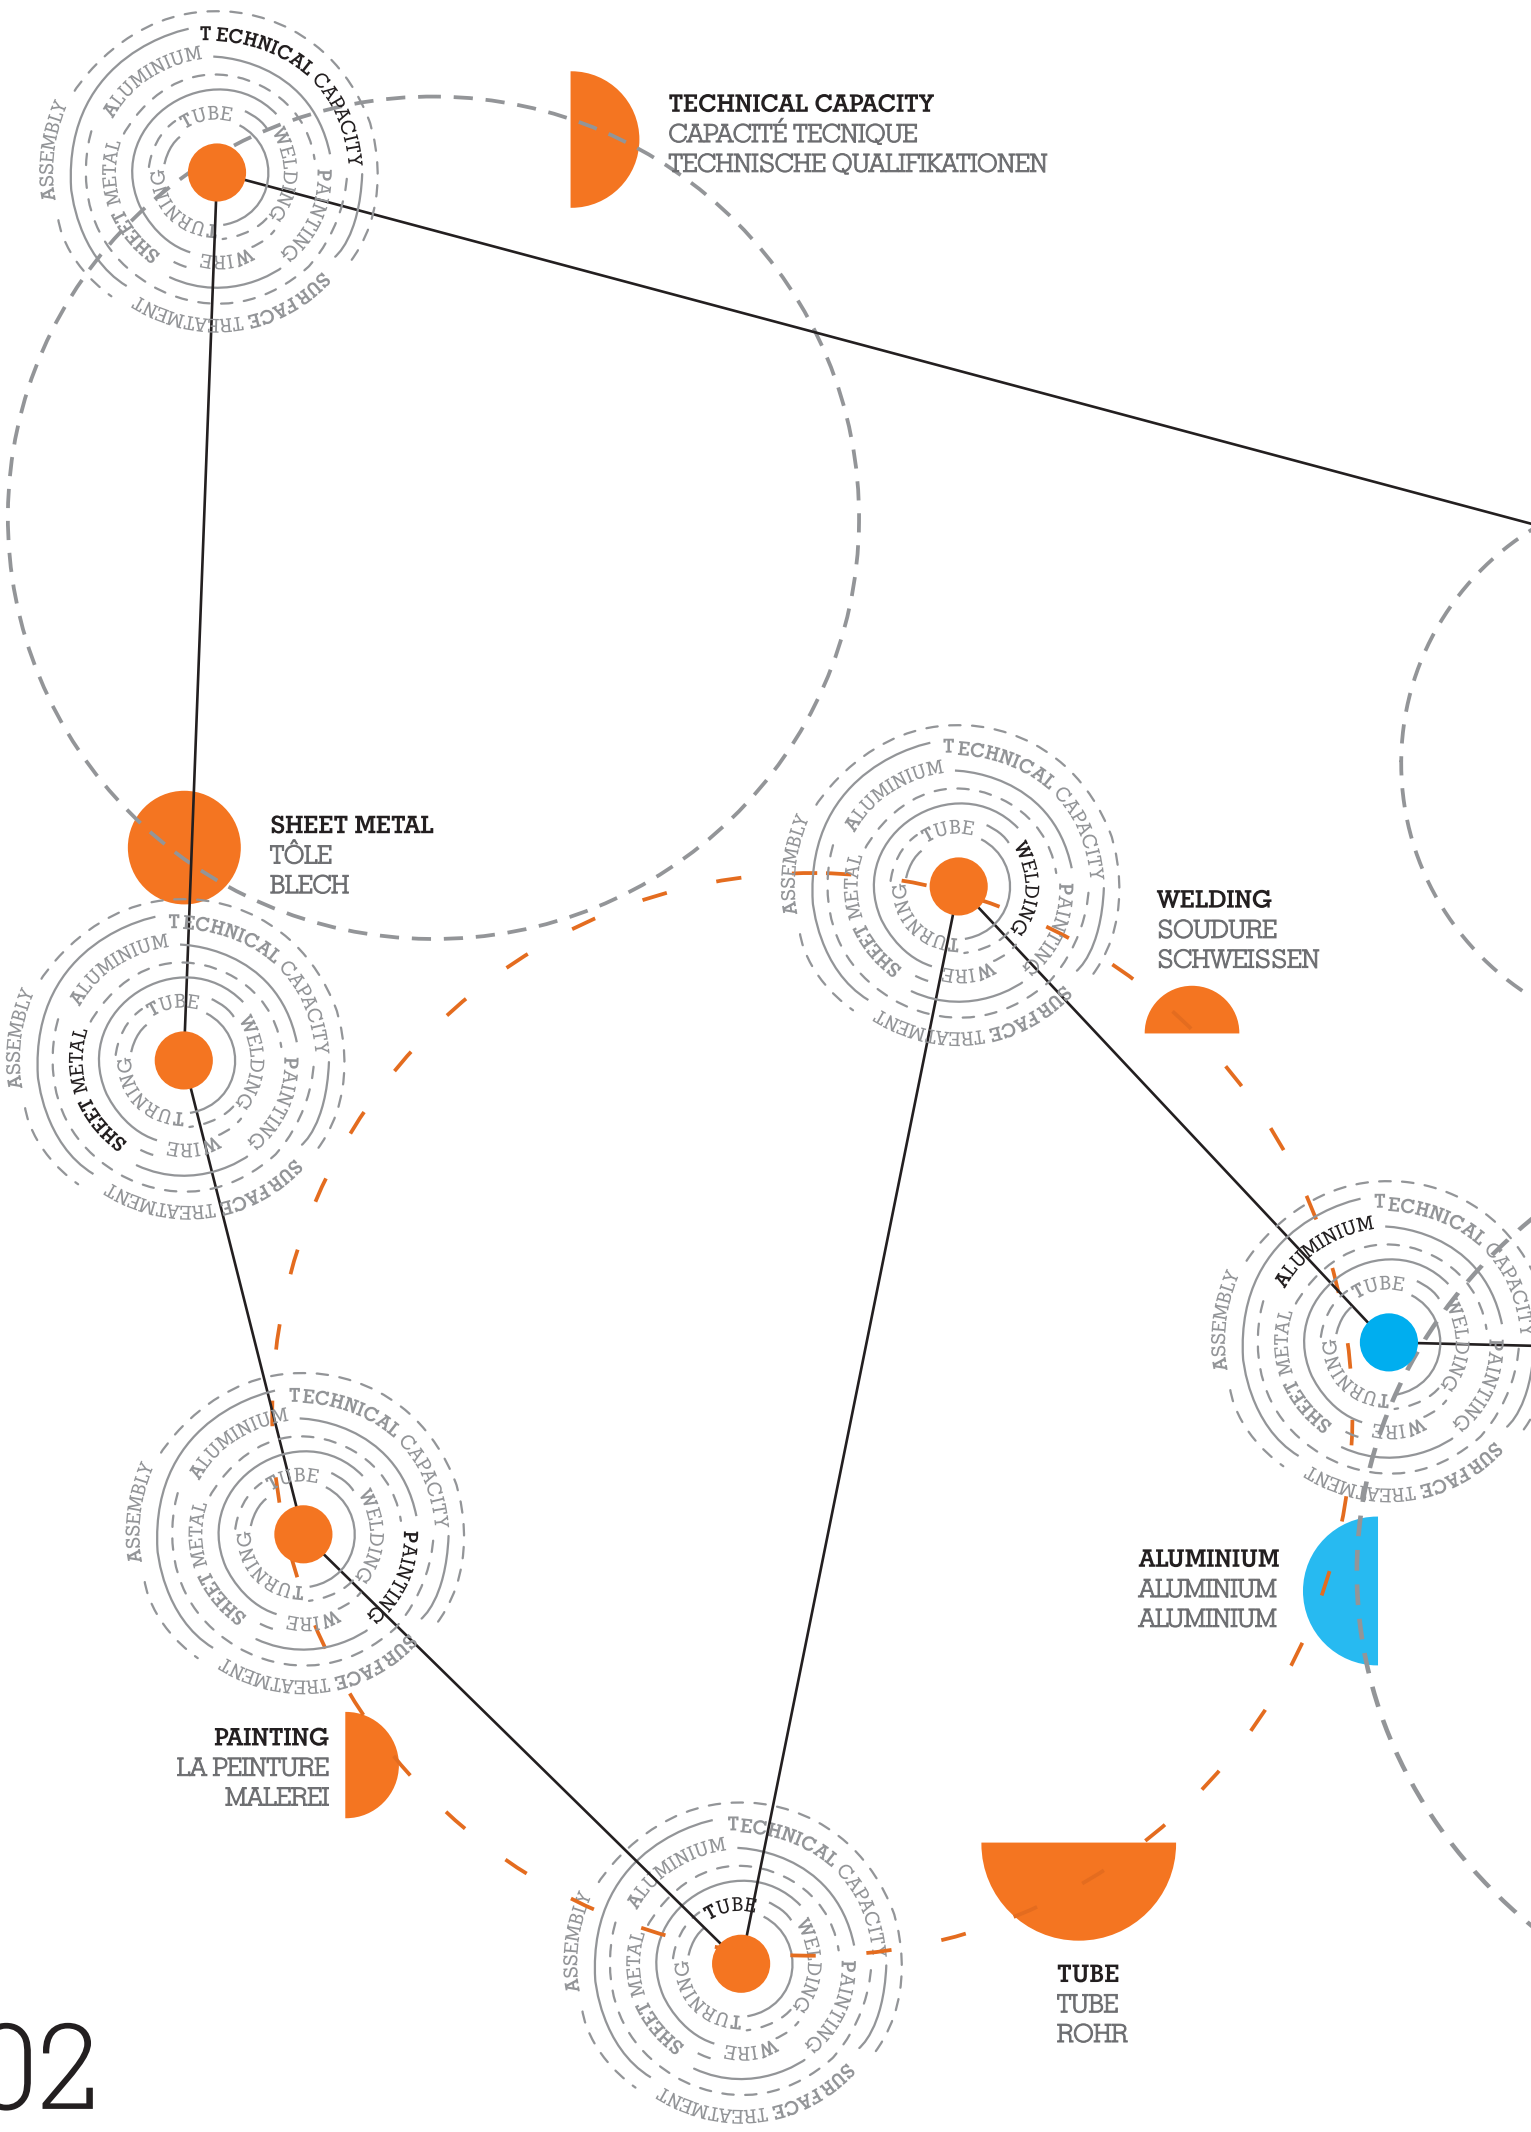 TECHNICAL CAPACITY
ALUMINIUM
ASSEMBLY
TUBE
WELDING
SHEET METAL
TURNING
PAINTING
WIRE
SURFACE TREATMENT
TECHNICAL CAPACITY
CAPACITÉ TECNIQUE
TECHNISCHE QUALIFIKATIONEN
SHEET METAL
TÔLE
BLECH
TECHNICAL CAPACITY
ALUMINIUM
ASSEMBLY
TUBE
WELDING
SHEET METAL
TURNING
PAINTING
WIRE
SURFACE TREATMENT
WELDING
SOUDURE
SCHWEISSEN
TECHNICAL CAPACITY
ALUMINIUM
ASSEMBLY
TUBE
WELDING
SHEET METAL
TURNING
PAINTING
WIRE
SURFACE TREATMENT
TECHNICAL CAPACITY
ALUMINIUM
ASSEMBLY
TUBE
WELDING
SHEET METAL
TURNING
PAINTING
WIRE
SURFACE TREATMENT
TECHNICAL CAPACITY
ALUMINIUM
ASSEMBLY
TUBE
WELDING
SHEET METAL
TURNING
PAINTING
WIRE
SURFACE TREATMENT
ALUMINIUM
ALUMINIUM
ALUMINIUM
PAINTING
LA PEINTURE
MALEREI
TECHNICAL CAPACITY
ALUMINIUM
ASSEMBLY
TUBE
WELDING
SHEET METAL
TURNING
PAINTING
WIRE
SURFACE TREATMENT
TUBE
TUBE
ROHR
02